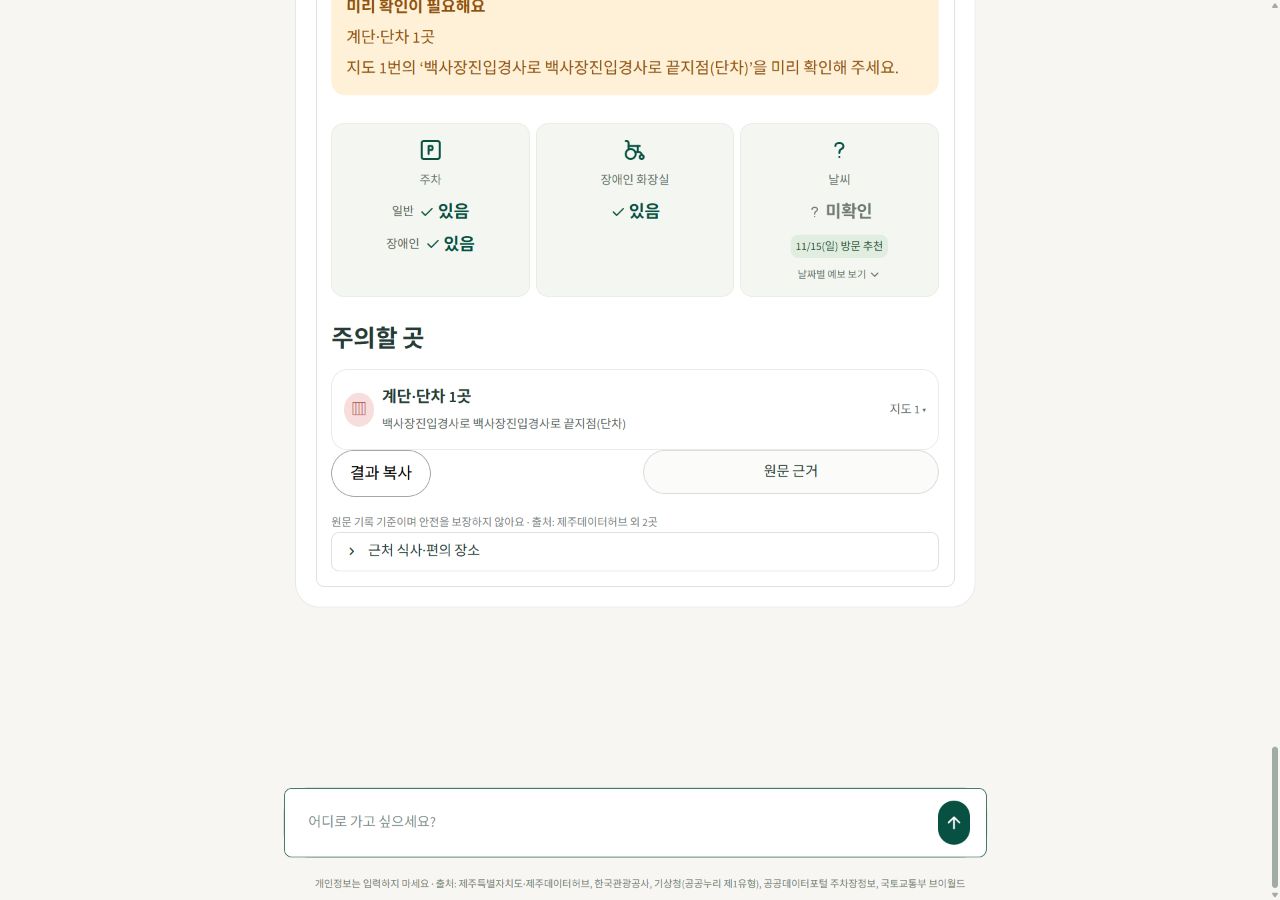 미리 확인이 필요해요
계단·단차 1곳
지도 1번의 ‘백사장진입경사로 백사장진입경사로 끝지점(단차)’을 미리 확인해 주세요.
P
주차
일반 ✓ 있음
장애인 ✓ 있음
장애인 화장실
✓ 있음
?
날씨
? 미확인
11/15(일) 방문 추천
날짜별 예보 보기
주의할 곳
계단·단차 1곳
백사장진입경사로 백사장진입경사로 끝지점(단차)
지도 1
결과 복사
원문 근거
원문 기록 기준이며 안전을 보장하지 않아요 · 출처: 제주데이터허브 외 2곳
근처 식사·편의 장소
어디로 가고 싶으세요?
개인정보는 입력하지 마세요 · 출처: 제주특별자치도·제주데이터허브, 한국관광공사, 기상청(공공누리 제1유형), 공공데이터포털 주차장정보, 국토교통부 브이월드